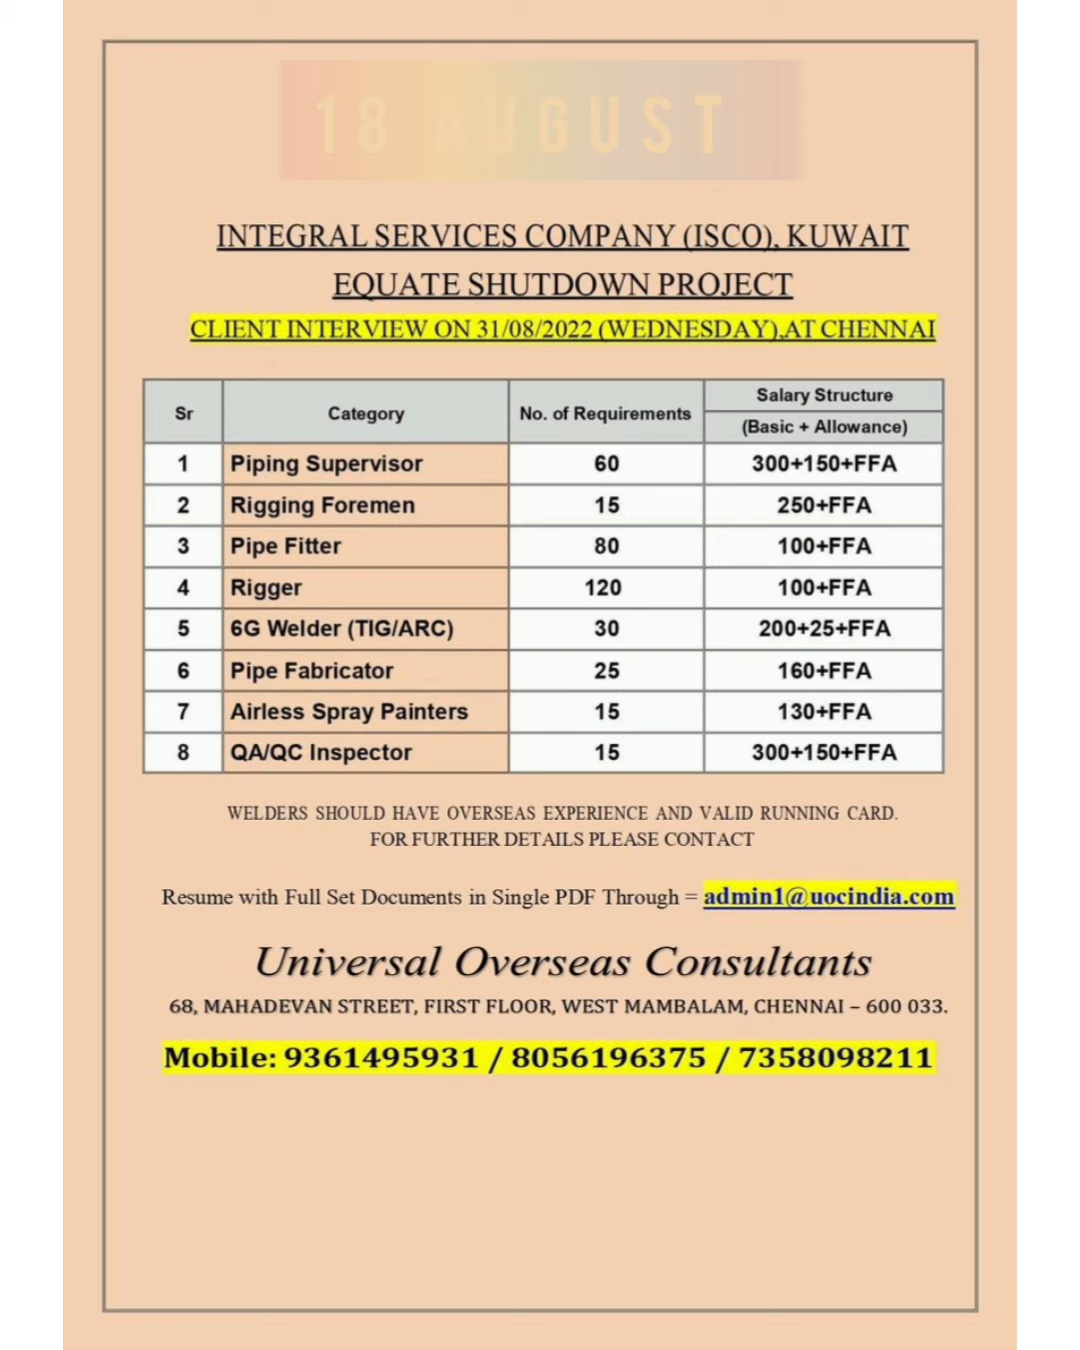 18 AUGUST
INTEGRAL SERVICES COMPANY (ISCO), KUWAIT
EQUATE SHUTDOWN PROJECT
CLIENT INTERVIEW ON 31/08/2022 (WEDNESDAY),AT CHENNAI
Sr Category No. of Requirements Salary Structure
(Basic + Allowance)
1 Piping Supervisor 60 300+150+FFA
2 Rigging Foremen 15 250+FFA
3 Pipe Fitter 80 100+FFA
4 Rigger 120 100+FFA
5 6G Welder (TIG/ARC) 30 200+25+FFA
6 Pipe Fabricator 25 160+FFA
7 Airless Spray Painters 15 130+FFA
8 QA/QC Inspector 15 300+150+FFA
WELDERS SHOULD HAVE OVERSEAS EXPERIENCE AND VALID RUNNING CARD.
FOR FURTHER DETAILS PLEASE CONTACT
Resume with Full Set Documents in Single PDF Through = admin1@uocindia.com
Universal Overseas Consultants
68, MAHADEVAN STREET, FIRST FLOOR, WEST MAMBALAM, CHENNAI – 600 033.
Mobile: 9361495931 / 8056196375 / 7358098211